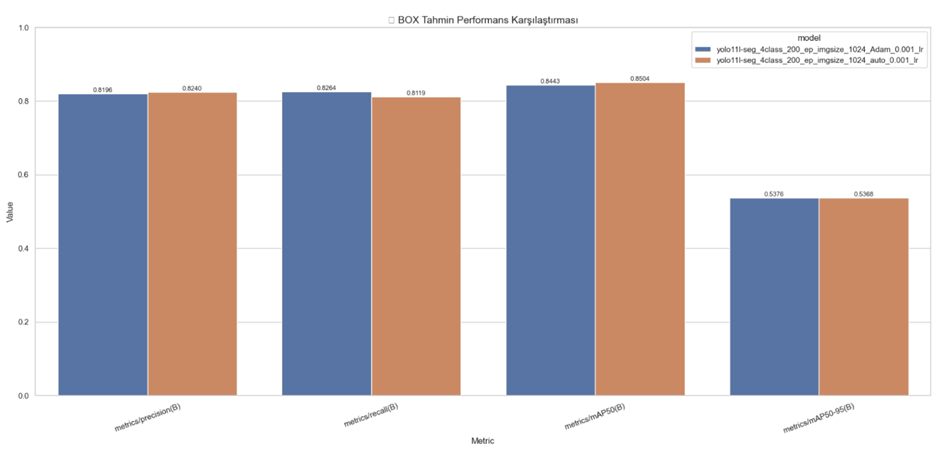 BOX Tahmin Performans Karşılaştırması
model
yolo11l-seg_4class_200_ep_imgsize_1024_Adam_0.001_lr
yolo11l-seg_4class_200_ep_imgsize_1024_auto_0.001_lr
1.0
0.8
0.6
0.4
0.2
0.0
Value
0.8196
0.8240
0.8264
0.8119
0.8443
0.8504
0.5376
0.5368
metrics/precision(B)
metrics/recall(B)
metrics/mAP50(B)
metrics/mAP50-95(B)
Metric